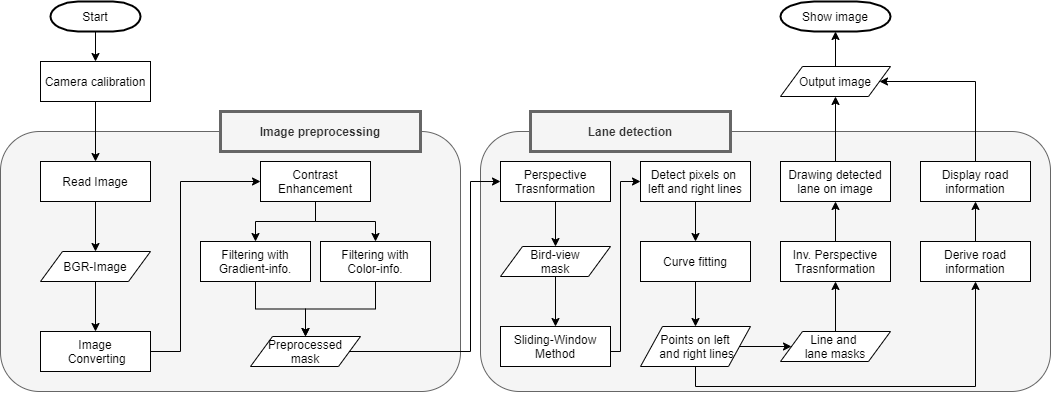 Start
Camera calibration
Image preprocessing
Read Image
BGR-Image
Image
Converting
Contrast
Enhancement
Filtering with
Gradient-info.
Filtering with
Color-info.
Preprocessed
mask
Lane detection
Perspective
Trasnformation
Bird-view
mask
Sliding-Window
Method
Detect pixels on
left and right lines
Curve fitting
Points on left
and right lines
Line and
lane masks
Inv. Perspective
Trasnformation
Drawing detected
lane on image
Derive road
information
Display road
information
Output image
Show image